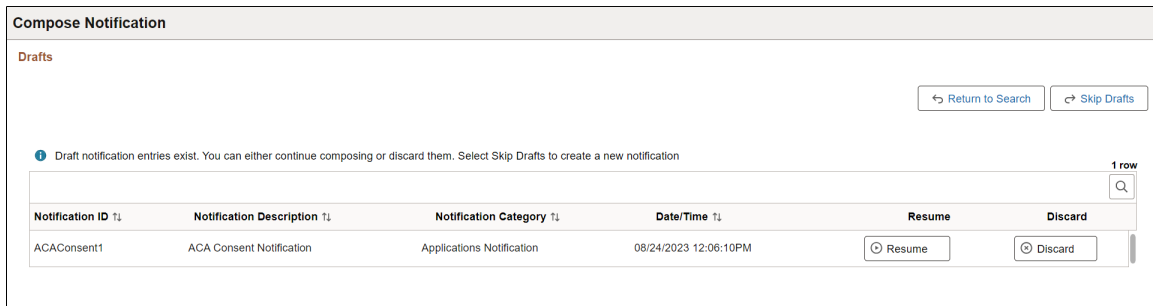 Compose Notification
Drafts
Return to Search Skip Drafts
Draft notification entries exist. You can either continue composing or discard them. Select Skip Drafts to create a new notification
1 row
Notification ID Notification Description Notification Category Date/Time Resume Discard
ACAConsent1 ACA Consent Notification Applications Notification 08/24/2023 12:06:10PM Resume Discard